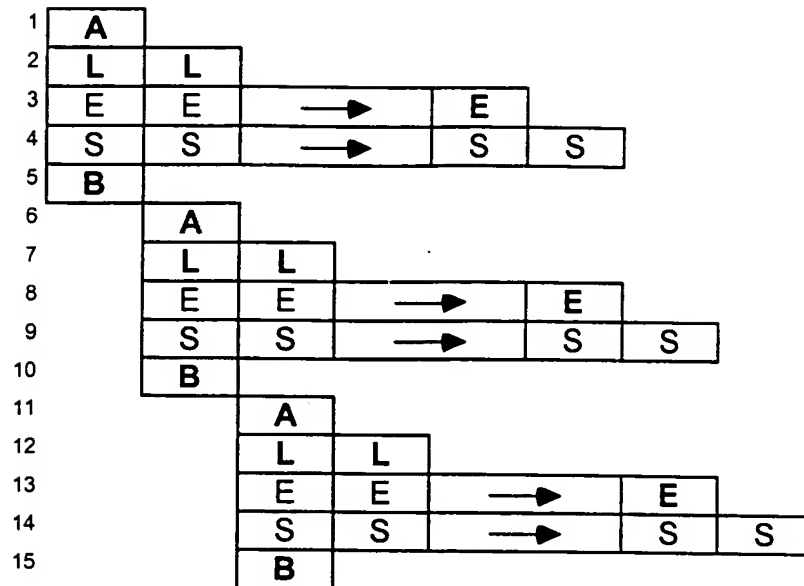 1 A
2 L L
3 E E → E
4 S S → S S
5 B
6 A
7 L L
8 E E → E
9 S S → S S
10 B
11 A
12 L L
13 E E → E
14 S S → S S
15 B